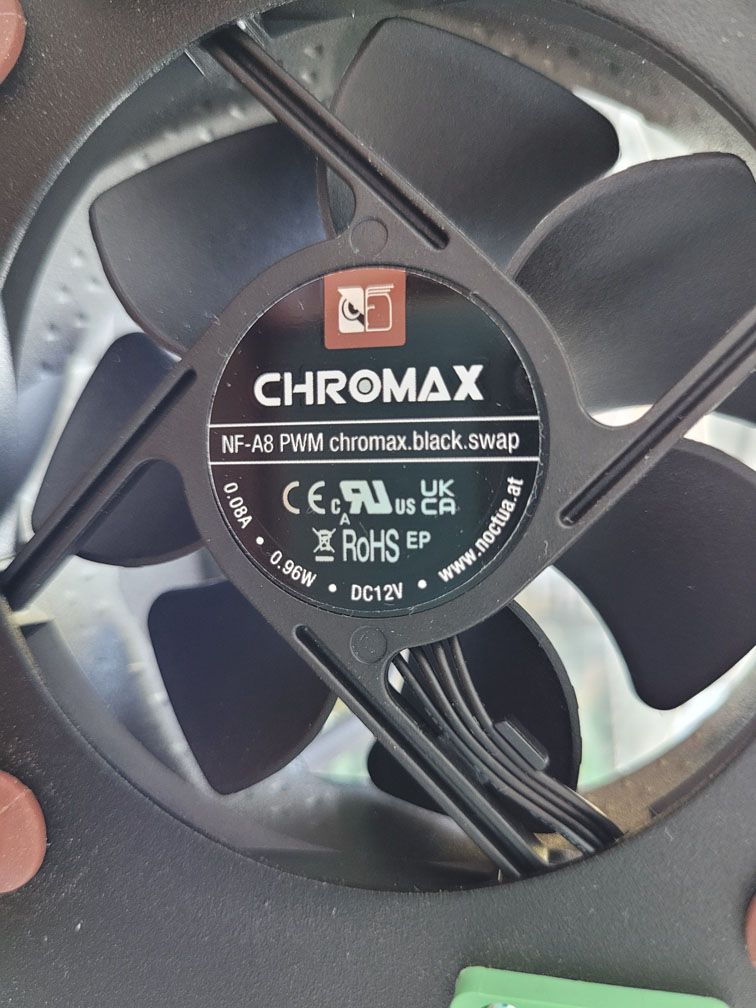 CHROMAX
NF-A8 PWM chromax.black.swap
CE c RU US UK CA
A
RoHS EP
0.08A • 0.96W • DC12V • www.noctua.at